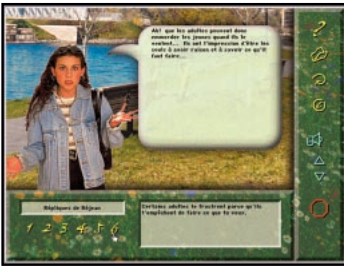 Ah! que les adultes peuvent donc
emmerder les jeunes quand ils le
veulent... Ils ont l'impression d'être les
seuls à avoir raison et à savoir ce qu'il
faut faire...
Répliques de Réjean
1 2 3 4 5 6
Certains adultes te frustrent parce qu'ils
t'empêchent de faire ce que tu veux.
?